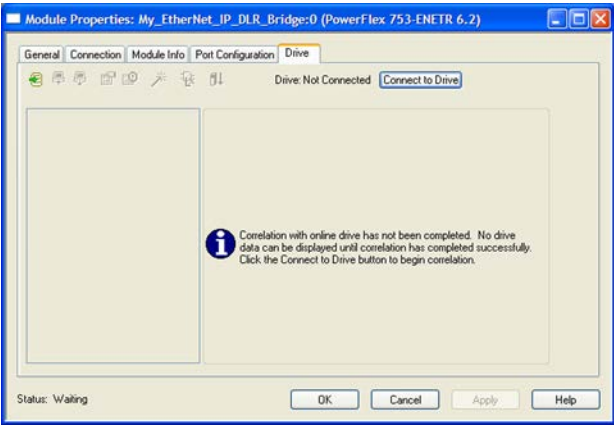 Module Properties: My_EtherNet_IP_DLR_Bridge:0 (PowerFlex 753-ENETR 6.2)
General Connection Module Info Port Configuration Drive
Drive: Not Connected Connect to Drive
Correlation with online drive has not been completed. No drive
data can be displayed until correlation has completed successfully.
Click the Connect to Drive button to begin correlation.
Status: Waiting OK Cancel Apply Help